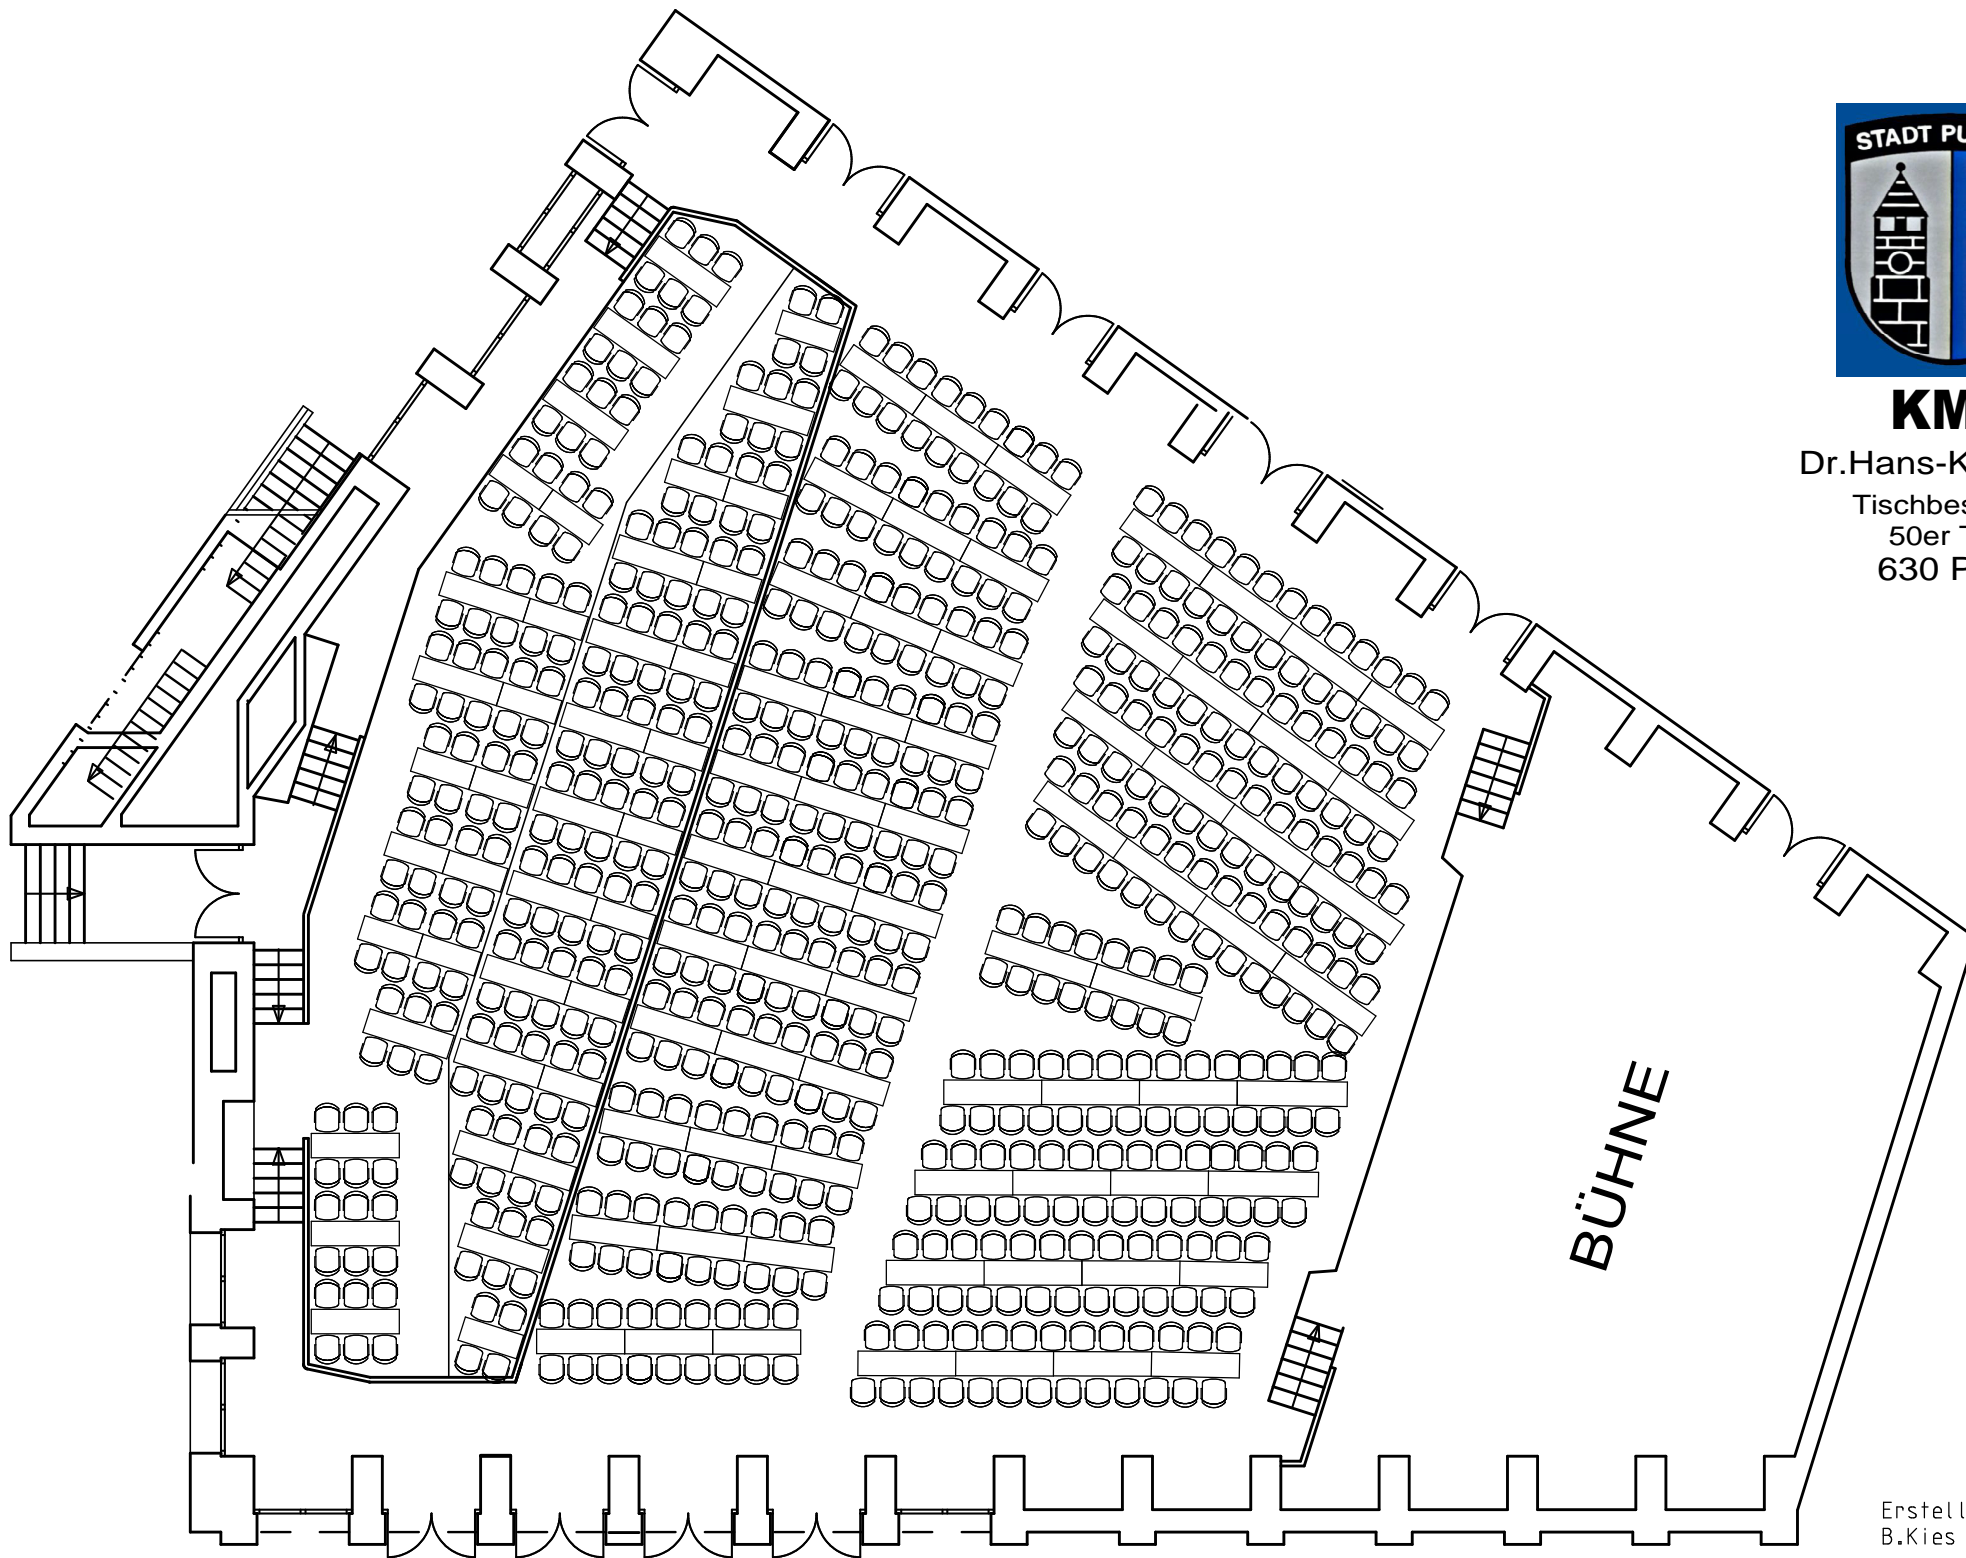 STADT PU
KM
Dr.Hans-K
Tischbes
50er T
630 P
BÜHNE
Erstell
B.Kies